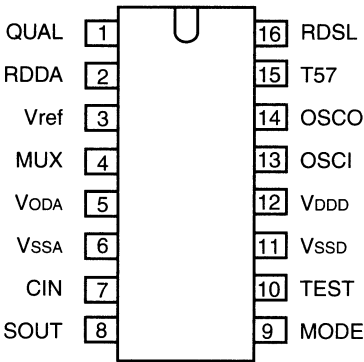 QUAL 1 16 RDSL
RDDA 2 15 T57
Vref 3 14 OSCO
MUX 4 13 OSCI
VODA 5 12 VDDD
VSSA 6 11 VSSD
CIN 7 10 TEST
SOUT 8 9 MODE